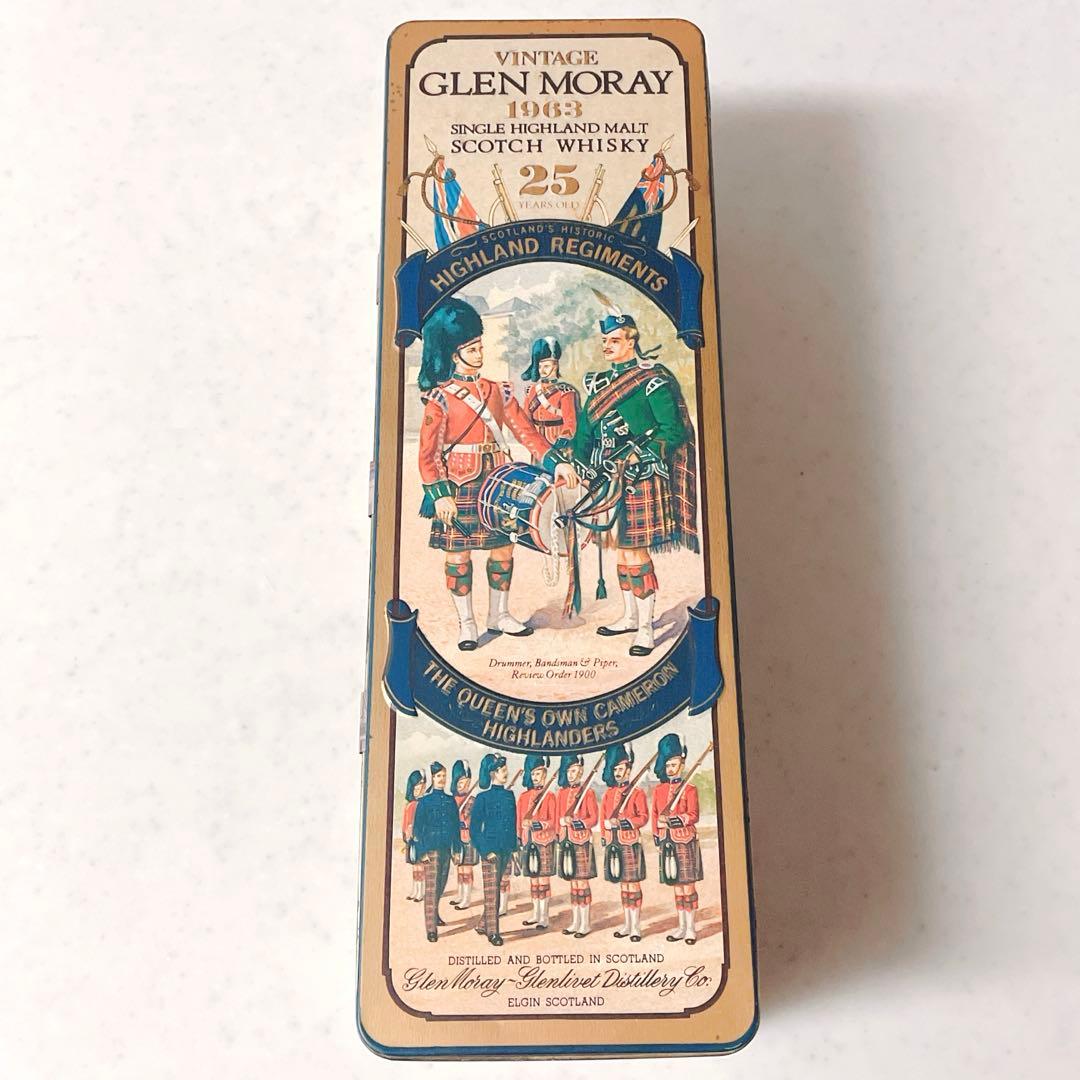 VINTAGE
GLEN MORAY
1963
SINGLE HIGHLAND MALT
SCOTCH WHISKY
25
YEARS OLD
SCOTLAND'S HISTORIC
HIGHLAND REGIMENTS
Drummer, Bandsman & Piper,
Review Order 1900
THE QUEEN'S OWN CAMERON
HIGHLANDERS
DISTILLED AND BOTTLED IN SCOTLAND
Glen Moray-Glenlivet Distillery Co:
ELGIN SCOTLAND